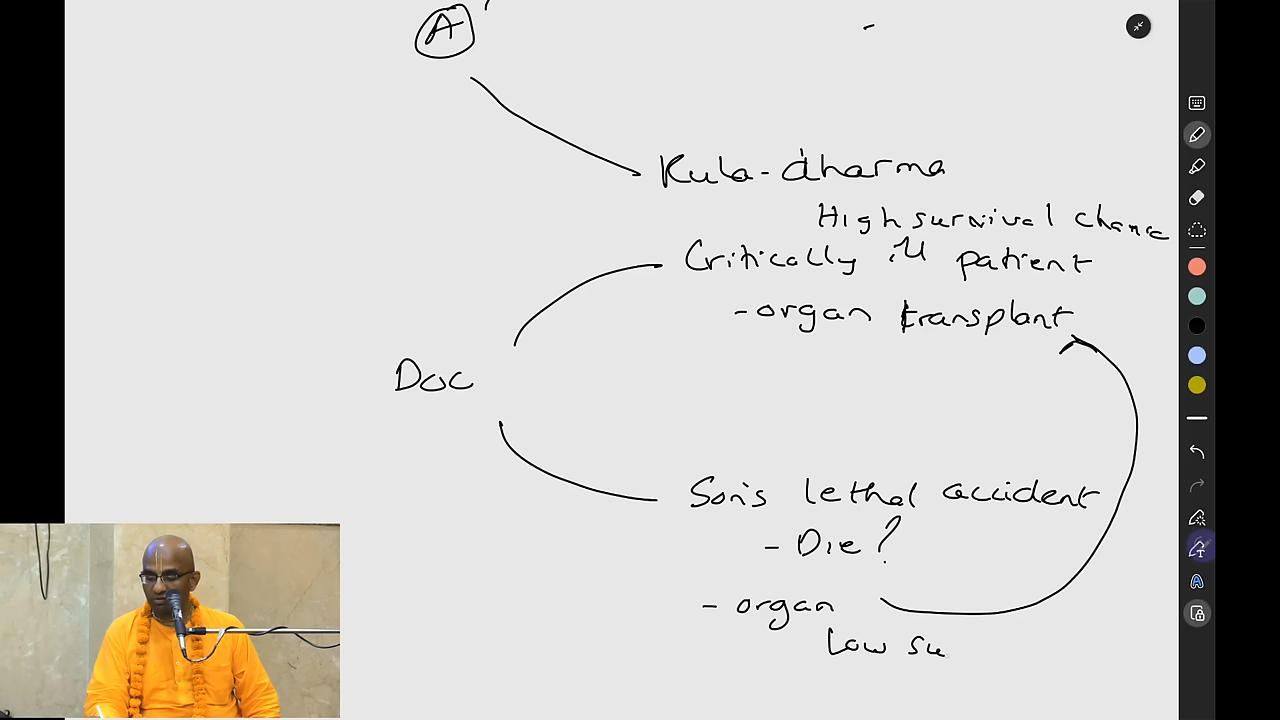 A
Kula-dharma
High survival chance
Critically ill patient
- organ transplant
Doc
Son's lethal accident
- Die?
- organ
Low su